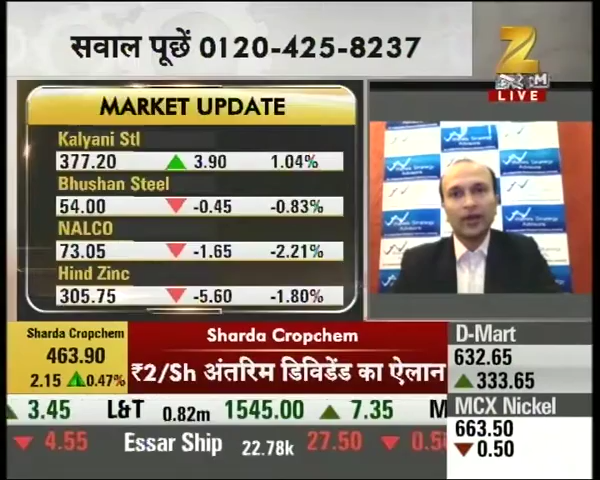 सवाल पूछें 0120-425-8237
Z
LIVE
MARKET UPDATE
Kalyani Stl
377.20 3.90 1.04%
Bhushan Steel
54.00 -0.45 -0.83%
NALCO
73.05 -1.65 -2.21%
Hind Zinc
305.75 -5.60 -1.80%
Sharda Cropchem
463.90
2.15 0.47%
Sharda Cropchem
₹2/Sh अंतरिम डिविडेंड का ऐलान
D-Mart
632.65
333.65
MCX Nickel
663.50
0.50
3.45 L&T 0.82m 1545.00 7.35 M
4.55 Essar Ship 22.78k 27.50 0.5